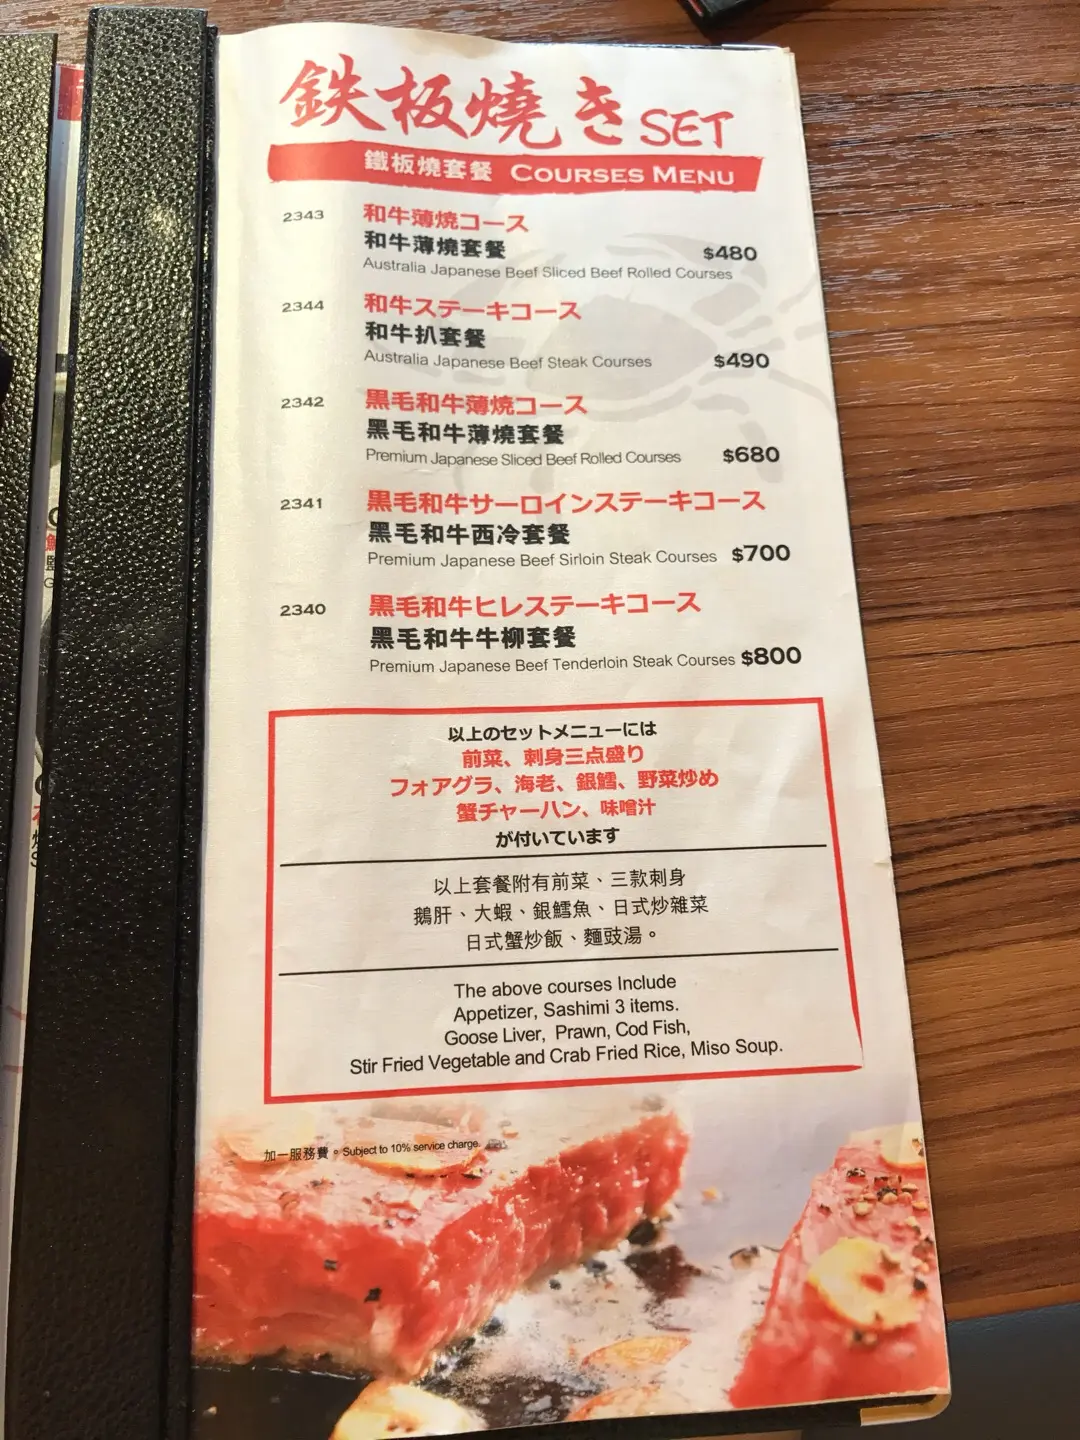 鉄板焼き SET
鐵板燒套餐 COURSES MENU
2343 和牛薄焼コース
和牛薄燒套餐 $480
Australia Japanese Beef Sliced Beef Rolled Courses
2344 和牛ステーキコース
和牛扒套餐
Australia Japanese Beef Steak Courses $490
2342 黒毛和牛薄焼コース
黑毛和牛薄燒套餐
Premium Japanese Sliced Beef Rolled Courses $680
2341 黒毛和牛サーロインステーキコース
黑毛和牛西冷套餐
Premium Japanese Beef Sirloin Steak Courses $700
2340 黒毛和牛ヒレステーキコース
黑毛和牛牛柳套餐
Premium Japanese Beef Tenderloin Steak Courses $800
以上のセットメニューには
前菜、刺身三点盛り
フォアグラ、海老、銀鱈、野菜炒め
蟹チャーハン、味噌汁
が付いています
以上套餐附有前菜、三款刺身
鵝肝、大蝦、銀鱈魚、日式炒雜菜
日式蟹炒飯、麵豉湯。
The above courses Include
Appetizer, Sashimi 3 items.
Goose Liver, Prawn, Cod Fish,
Stir Fried Vegetable and Crab Fried Rice, Miso Soup.
加一服務費。Subject to 10% service charge.